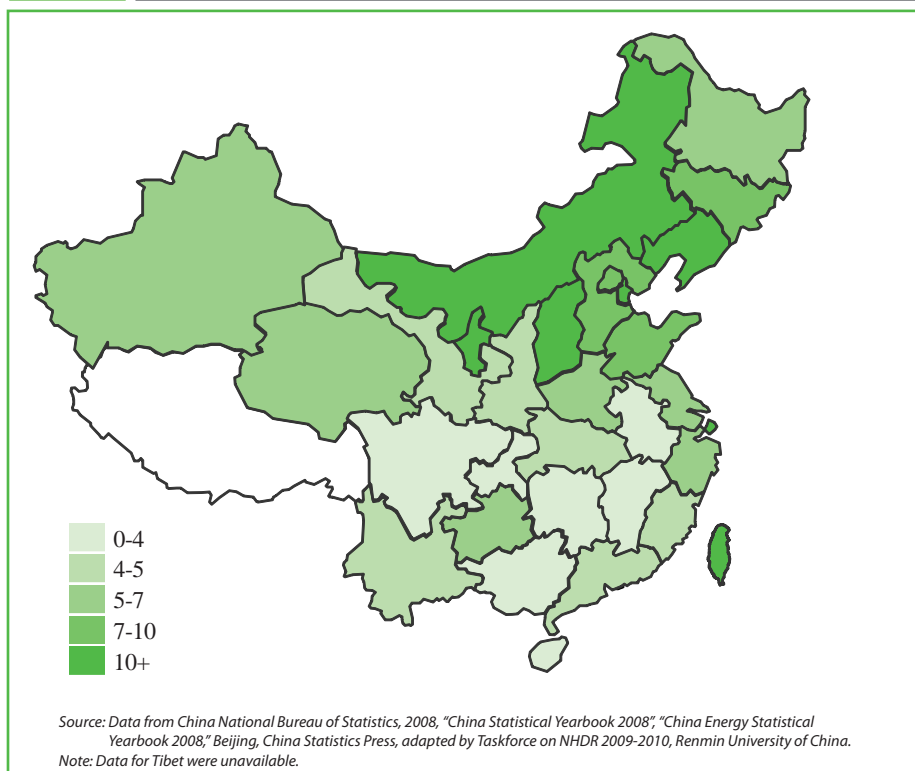 0-4
4-5
5-7
7-10
10+
Source: Data from China National Bureau of Statistics, 2008, “China Statistical Yearbook 2008”, “China Energy Statistical
Yearbook 2008,” Beijing, China Statistics Press, adapted by Taskforce on NHDR 2009-2010, Renmin University of China.
Note: Data for Tibet were unavailable.